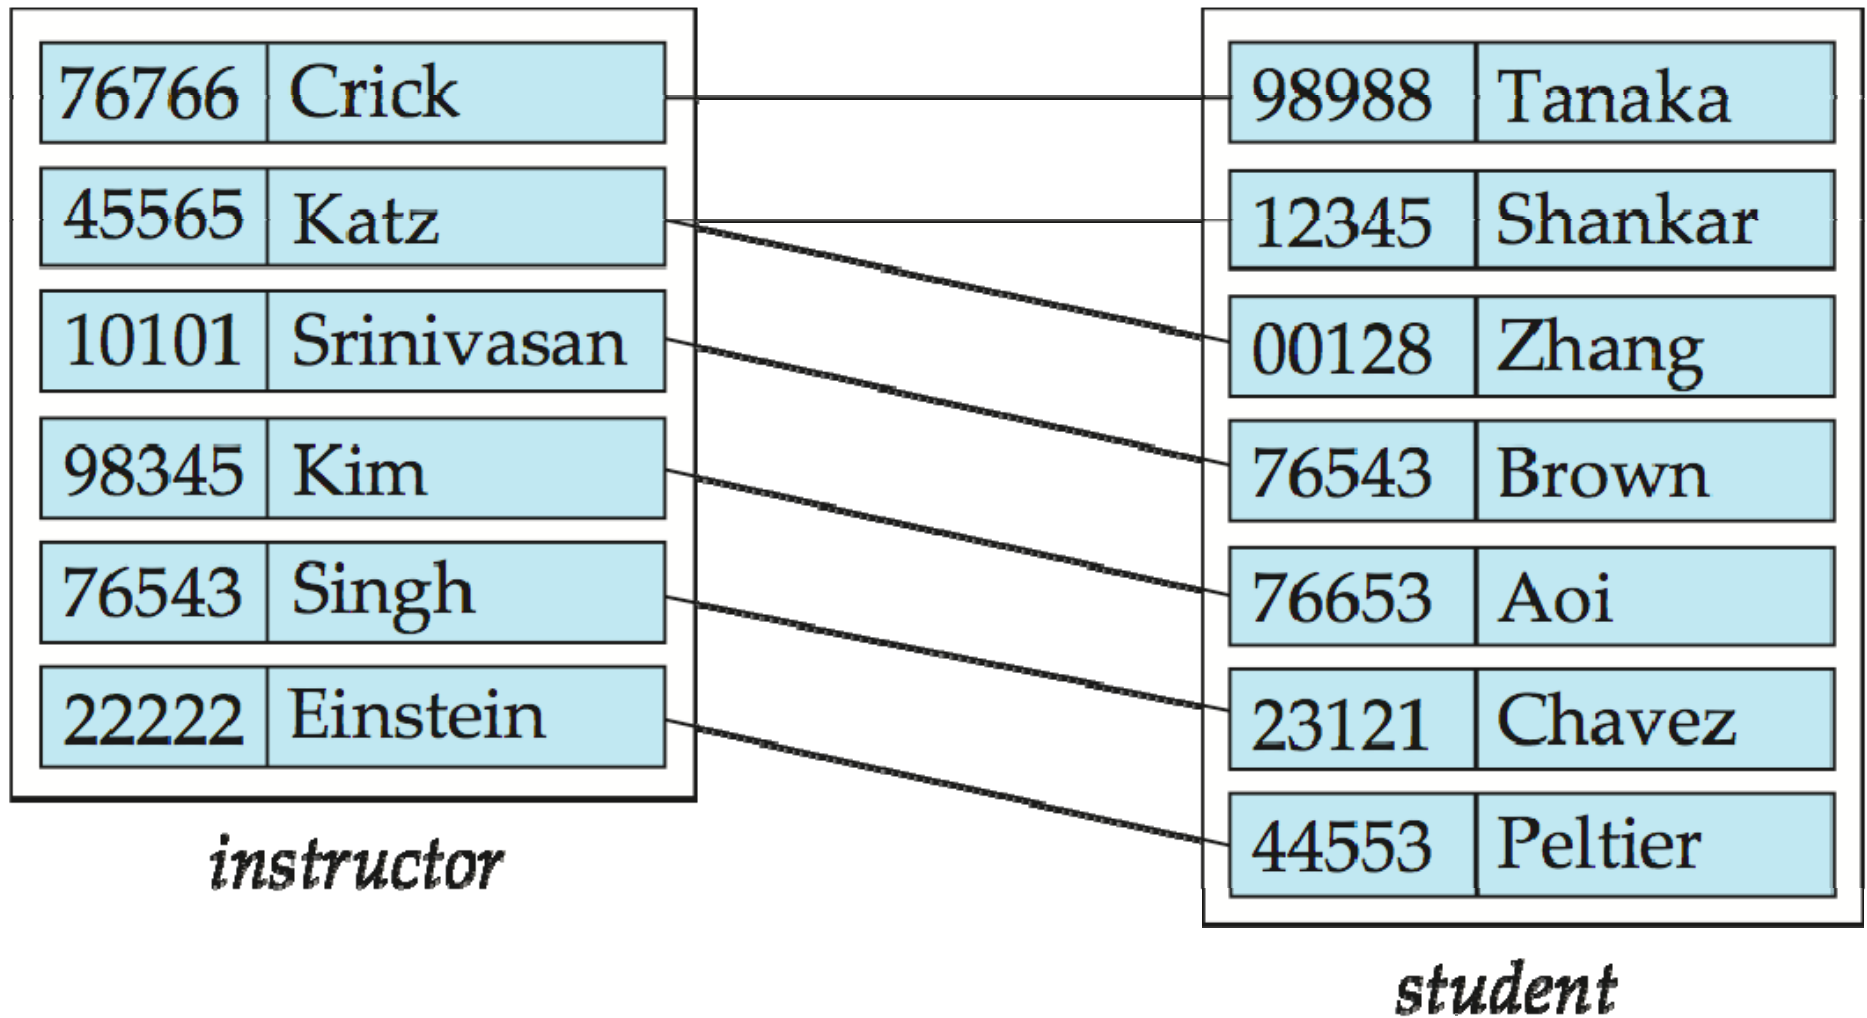 76766 Crick
45565 Katz
10101 Srinivasan
98345 Kim
76543 Singh
22222 Einstein
instructor
98988 Tanaka
12345 Shankar
00128 Zhang
76543 Brown
76653 Aoi
23121 Chavez
44553 Peltier
student